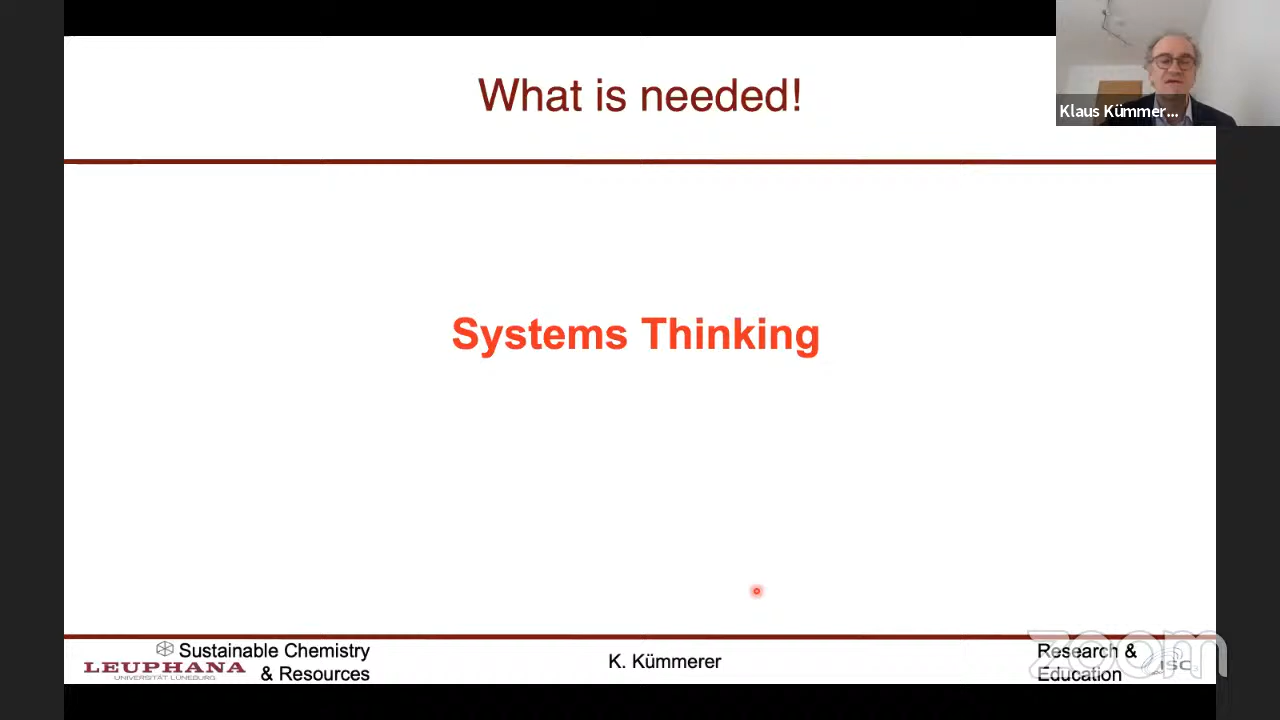 What is needed!
Klaus Kümmer...
Systems Thinking
Sustainable Chemistry
& Resources
LEUPHANA
UNIVERSITÄT LÜNEBURG
K. Kümmerer
Research &
Education
zoom